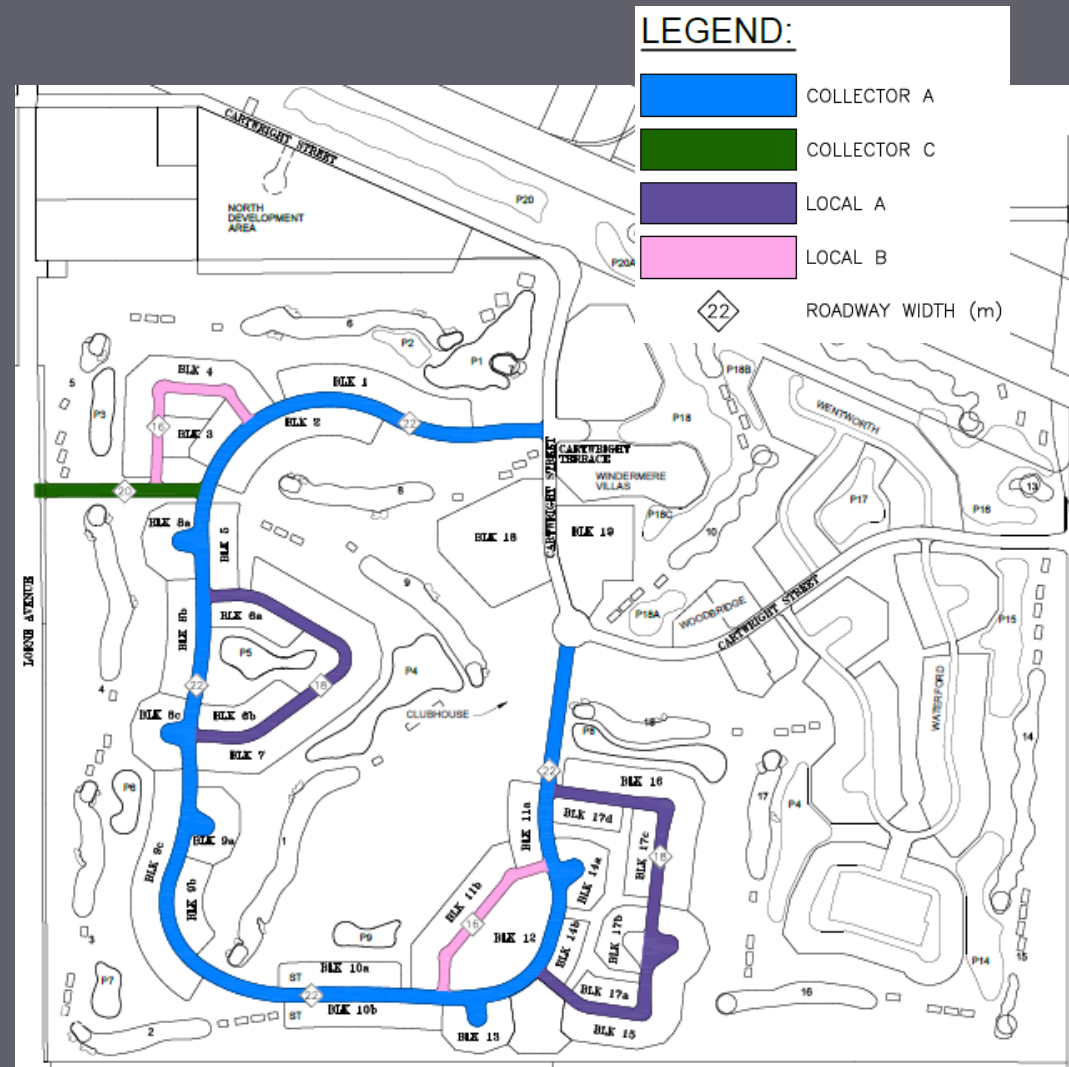 LEGEND:
COLLECTOR A
COLLECTOR C
LOCAL A
LOCAL B
22
ROADWAY WIDTH (m)
CARTWRIGHT STREET
NORTH
DEVELOPMENT
AREA
P20
P20A
6
P2
P1
7
5
BLK 4
BLK 1
P18B
P3
16
BLK 3
BLK 2
22
P18
WENTWORTH
CARTWRIGHT
TERRACE
CARTWRIGHT STREET
WINDERMERE
VILLAS
20
8
P17
13
P16
BLK 8a
BLK 5
BLK 18
BLK 19
P18C
10
LORNE AVENUE
9
BLK 8b
BLK 6a
P18A
WOODBRIDGE
CARTWRIGHT STREET
P15
P5
P4
4
22
18
WATERFORD
BLK 8c
BLK 6b
CLUBHOUSE
18
P8
BLK 7
14
22
BLK 16
P6
17
P4
BLK 11a
BLK 17d
BLK 9a
1
BLK 17c
18
BLK 9c
BLK 14a
BLK 9b
BLK 11b
16
3
P9
BLK 12
BLK 14b
BLK 17b
15
P14
P7
ST
BLK 10a
22
BLK 17a
16
ST
BLK 10b
2
BLK 13
BLK 15